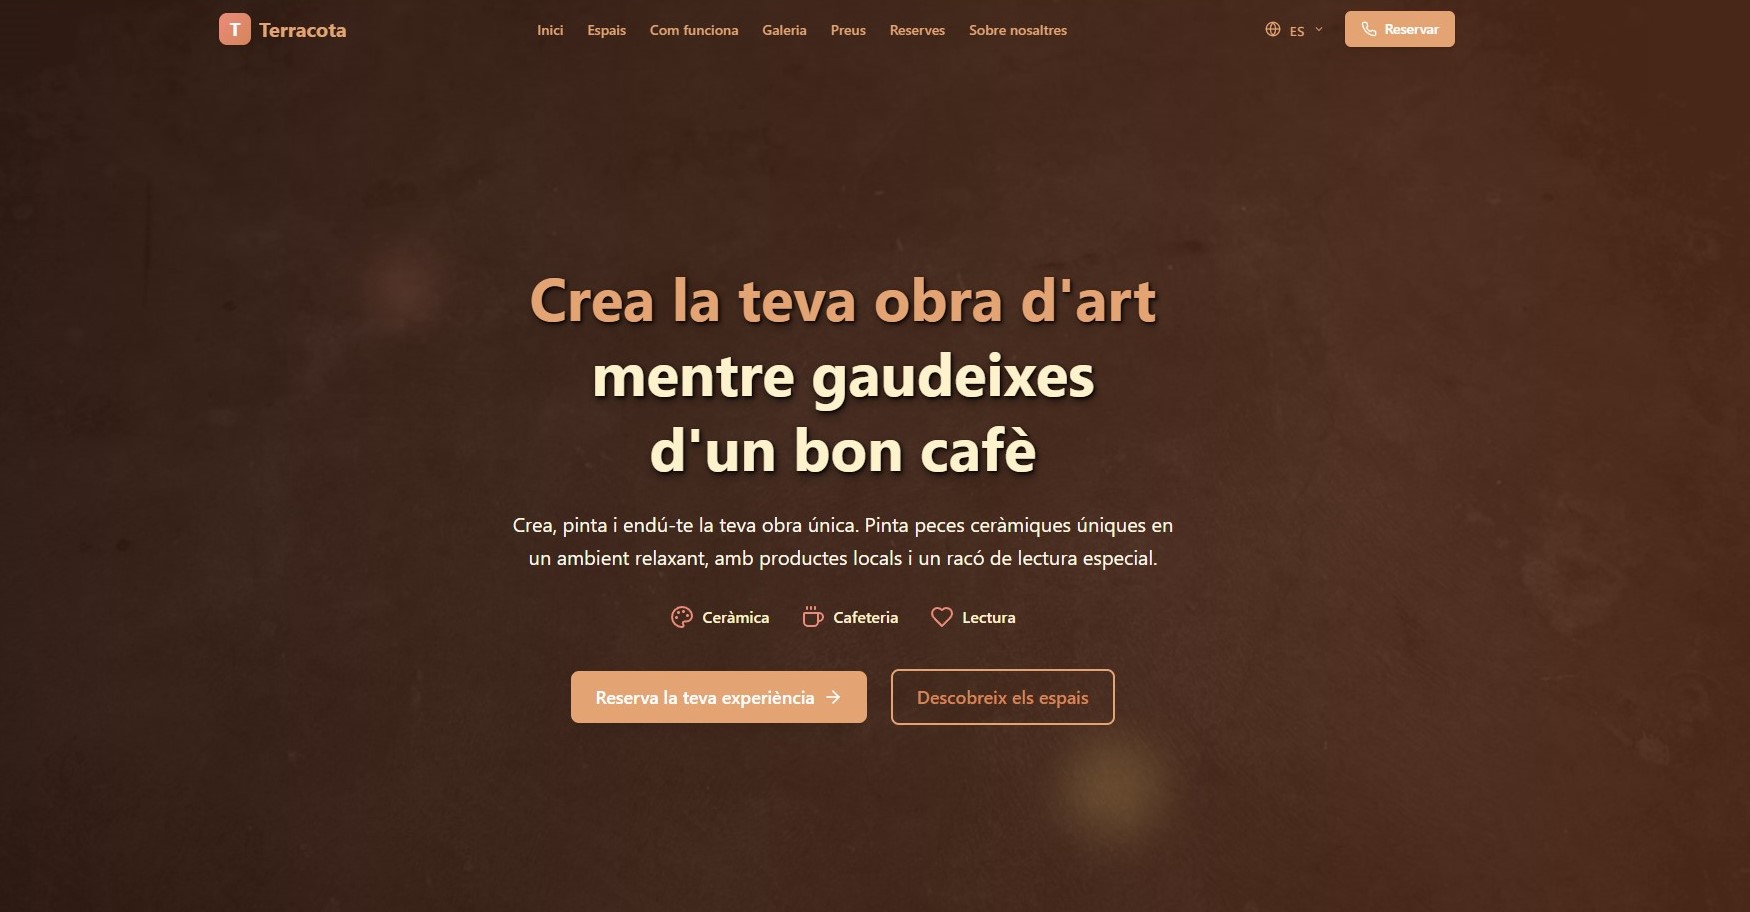 T Terracota
Inici Espais Com funciona Galeria Preus Reserves Sobre nosaltres
ES
Reservar
Crea la teva obra d'art
mentre gaudeixes
d'un bon cafè
Crea, pinta i endú-te la teva obra única. Pinta peces ceràmiques úniques en
un ambient relaxant, amb productes locals i un racó de lectura especial.
Ceràmica Cafeteria Lectura
Reserva la teva experiència Descobreix els espais